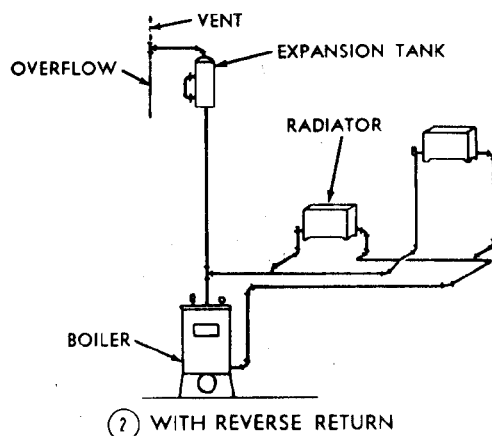 VENT
OVERFLOW
EXPANSION TANK
RADIATOR
BOILER
2 WITH REVERSE RETURN